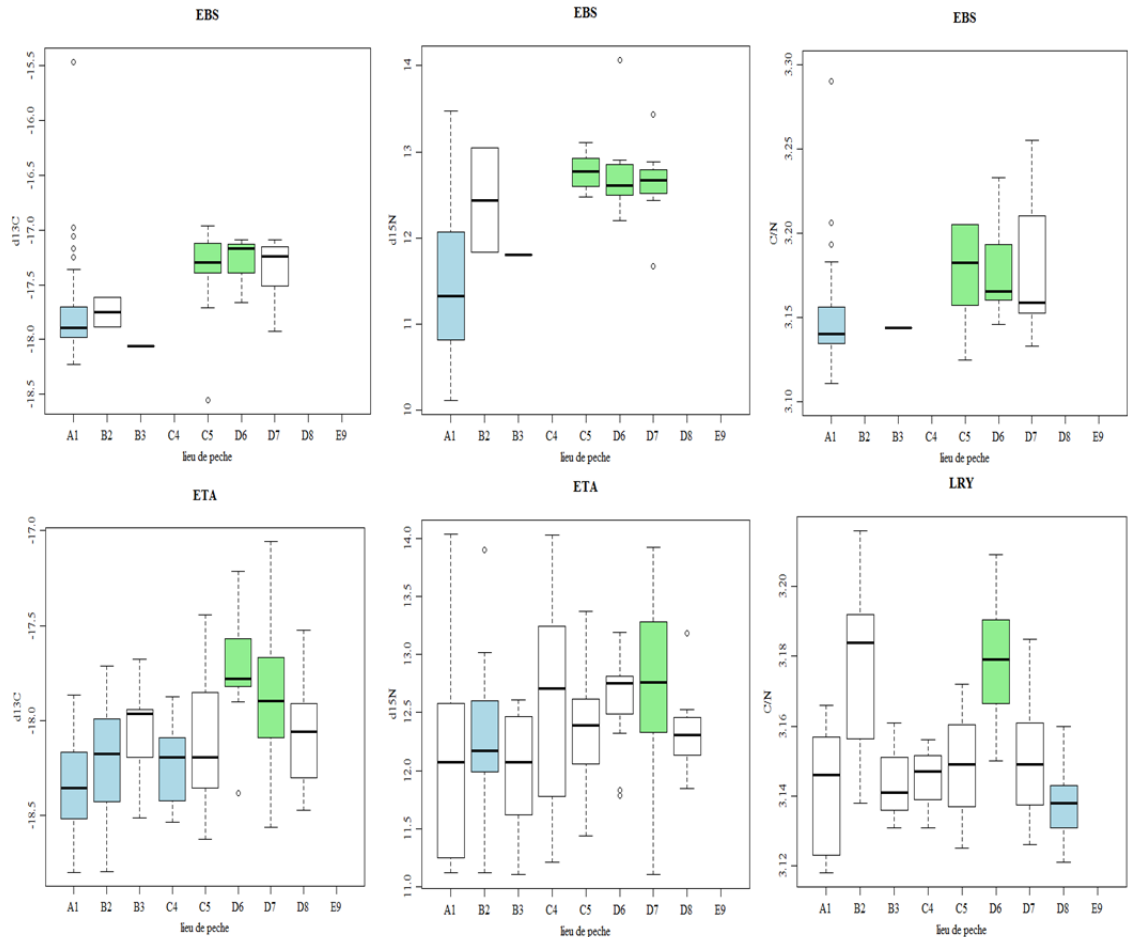 EBS
d13C
-15.5
-16.0
-16.5
-17.0
-17.5
-18.0
-18.5
A1 B2 B3 C4 C5 D6 D7 D8 E9
lieu de peche
EBS
d15N
14
13
12
11
10
A1 B2 B3 C4 C5 D6 D7 D8 E9
lieu de peche
EBS
C/N
3.30
3.25
3.20
3.15
3.10
A1 B2 B3 C4 C5 D6 D7 D8 E9
lieu de peche
ETA
d13C
-17.0
-17.5
-18.0
-18.5
A1 B2 B3 C4 C5 D6 D7 D8 E9
lieu de peche
ETA
d15N
14.0
13.5
13.0
12.5
12.0
11.5
11.0
A1 B2 B3 C4 C5 D6 D7 D8 E9
lieu de peche
LRY
C/N
3.20
3.18
3.16
3.14
3.12
A1 B2 B3 C4 C5 D6 D7 D8 E9
lieu de peche